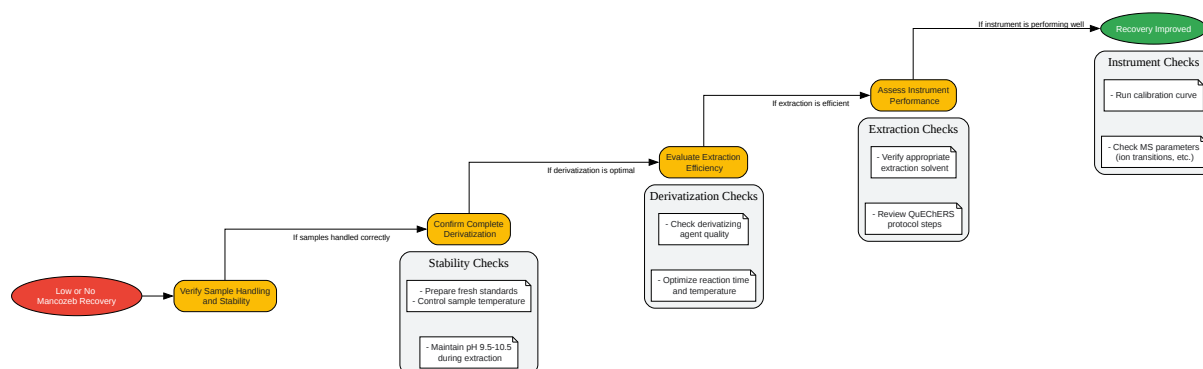 If instrument is performing well
Recovery Improved
Instrument Checks
- Run calibration curve
- Check MS parameters
(ion transitions, etc.)
Assess Instrument
Performance
If extraction is efficient
Extraction Checks
- Verify appropriate
extraction solvent
- Review QuEChERS
protocol steps
Evaluate Extraction
Efficiency
If derivatization is optimal
Derivatization Checks
- Check derivatizing
agent quality
- Optimize reaction time
and temperature
Confirm Complete
Derivatization
If samples handled correctly
Stability Checks
- Prepare fresh standards
- Control sample temperature
- Maintain pH 9.5-10.5
during extraction
Low or No
Mancozeb Recovery
Verify Sample Handling
and Stability